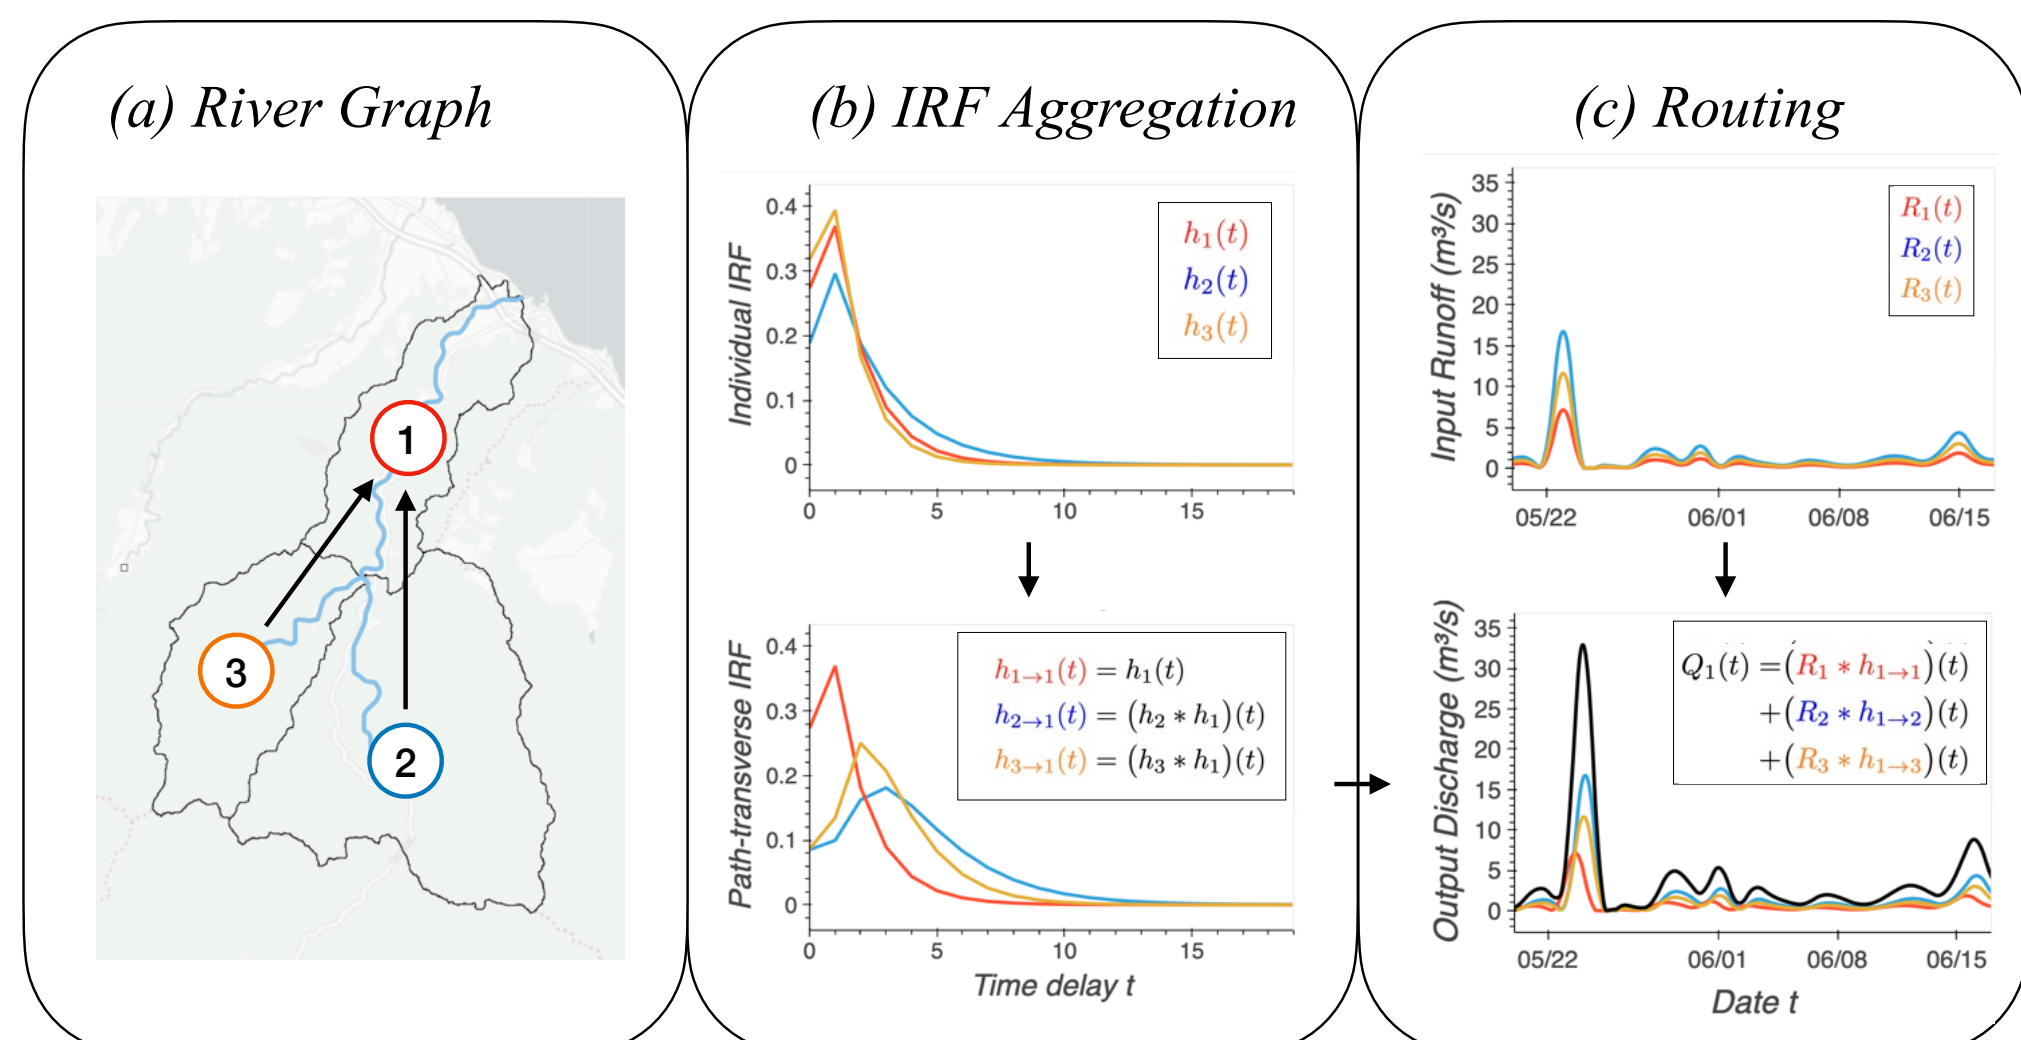 (a) River Graph
1
3
2
(b) IRF Aggregation
Individual IRF
0.4
0.3
0.2
0.1
0
0 5 10 15
h₁(t)
h₂(t)
h₃(t)
Path-transverse IRF
0.4
0.3
0.2
0.1
0
0 5 10 15
Time delay t
h₁→₁(t) = h₁(t)
h₂→₁(t) = (h₂ * h₁)(t)
h₃→₁(t) = (h₃ * h₁)(t)
(c) Routing
Input Runoff (m³/s)
35
30
25
20
15
10
5
0
05/22 06/01 06/08 06/15
R₁(t)
R₂(t)
R₃(t)
Output Discharge (m³/s)
35
30
25
20
15
10
5
0
05/22 06/01 06/08 06/15
Date t
Q₁(t) =(R₁ * h₁→₁)(t)
+(R₂ * h₁→₂)(t)
+(R₃ * h₁→₃)(t)